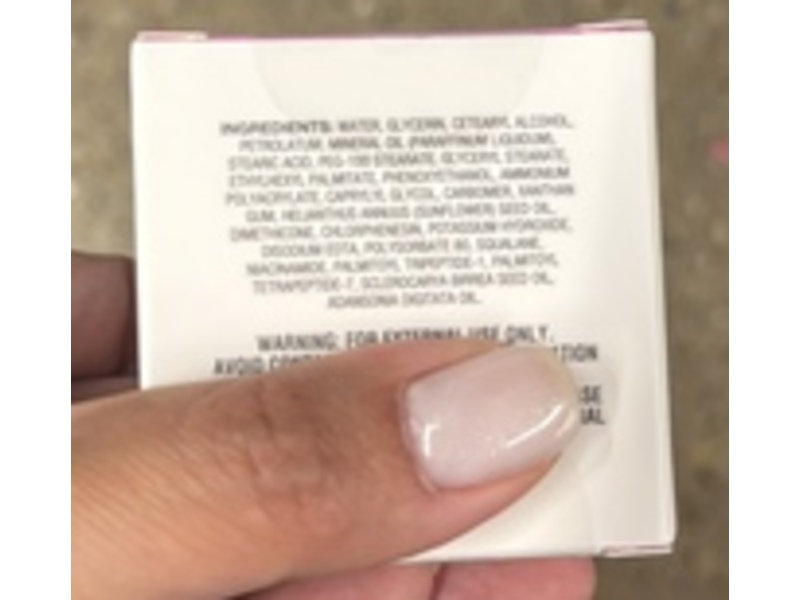 INGREDIENTS: WATER, GLYCERIN, CETEARYL ALCOHOL,
PETROLATUM, MINERAL OIL (PARAFFINUM LIQUIDUM),
STEARIC ACID, PEG-100 STEARATE, GLYCERYL STEARATE,
ETHYLHEXYL PALMITATE, PHENOXYETHANOL, AMMONIUM
POLYACRYLATE, CAPRYLYL GLYCOL, CARBOMER, XANTHAN
GUM, HELIANTHUS ANNUUS (SUNFLOWER) SEED OIL,
DIMETHICONE, CHLORPHENESIN, POTASSIUM HYDROXIDE,
DISODIUM EDTA, POLYSORBATE 60, SQUALANE,
NIACINAMIDE, PALMITOYL TRIPEPTIDE-1, PALMITOYL
TETRAPEPTIDE-7, SCLEROCARYA BIRREA SEED OIL,
ADANSONIA DIGITATA OIL.
WARNING: FOR EXTERNAL USE ONLY.
AVOID